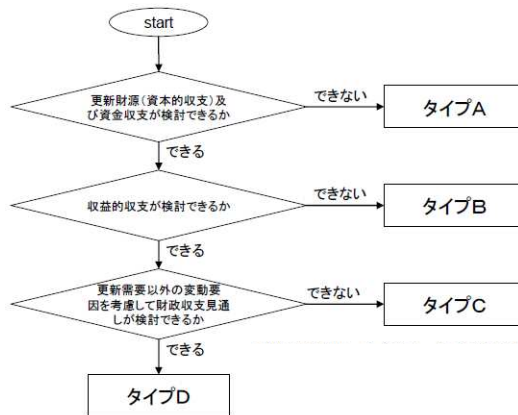 start
更新財源(資本的収支)及
び資金収支が検討できるか
できない
タイプA
できる
収益的収支が検討できるか
できない
タイプB
できる
更新需要以外の変動要
因を考慮して財政収支見通
しが検討できるか
できない
タイプC
できる
タイプD